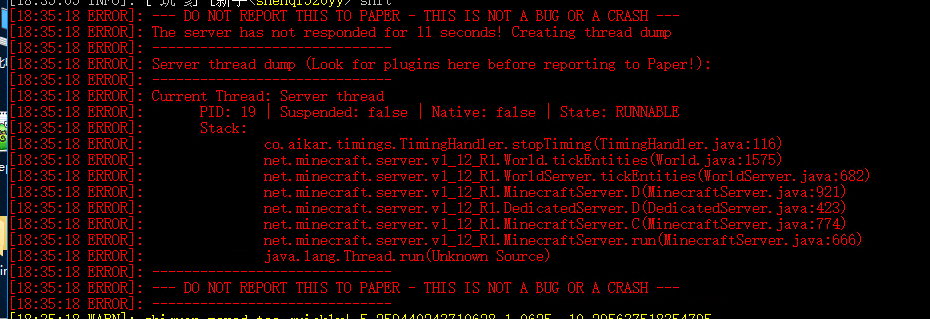 [18:35:18 ERROR]: --- DO NOT REPORT THIS TO PAPER - THIS IS NOT A BUG OR A CRASH ---
[18:35:18 ERROR]: The server has not responded for 11 seconds! Creating thread dump
[18:35:18 ERROR]: ------------------------------
[18:35:18 ERROR]: Server thread dump (Look for plugins here before reporting to Paper!):
[18:35:18 ERROR]: ------------------------------
[18:35:18 ERROR]: Current Thread: Server thread
[18:35:18 ERROR]: PID: 19 | Suspended: false | Native: false | State: RUNNABLE
[18:35:18 ERROR]: Stack:
[18:35:18 ERROR]: co.aikar.timings.TimingHandler.stopTiming(TimingHandler.java:116)
[18:35:18 ERROR]: net.minecraft.server.v1_12_R1.World.tickEntities(World.java:1575)
[18:35:18 ERROR]: net.minecraft.server.v1_12_R1.WorldServer.tickEntities(WorldServer.java:682)
[18:35:18 ERROR]: net.minecraft.server.v1_12_R1.MinecraftServer.D(MinecraftServer.java:921)
[18:35:18 ERROR]: net.minecraft.server.v1_12_R1.DedicatedServer.D(DedicatedServer.java:423)
[18:35:18 ERROR]: net.minecraft.server.v1_12_R1.MinecraftServer.C(MinecraftServer.java:774)
[18:35:18 ERROR]: net.minecraft.server.v1_12_R1.MinecraftServer.run(MinecraftServer.java:666)
[18:35:18 ERROR]: java.lang.Thread.run(Unknown Source)
[18:35:18 ERROR]: ------------------------------
[18:35:18 ERROR]: --- DO NOT REPORT THIS TO PAPER - THIS IS NOT A BUG OR A CRASH ---
[18:35:18 ERROR]: ------------------------------
[18:35:18 WARN]: